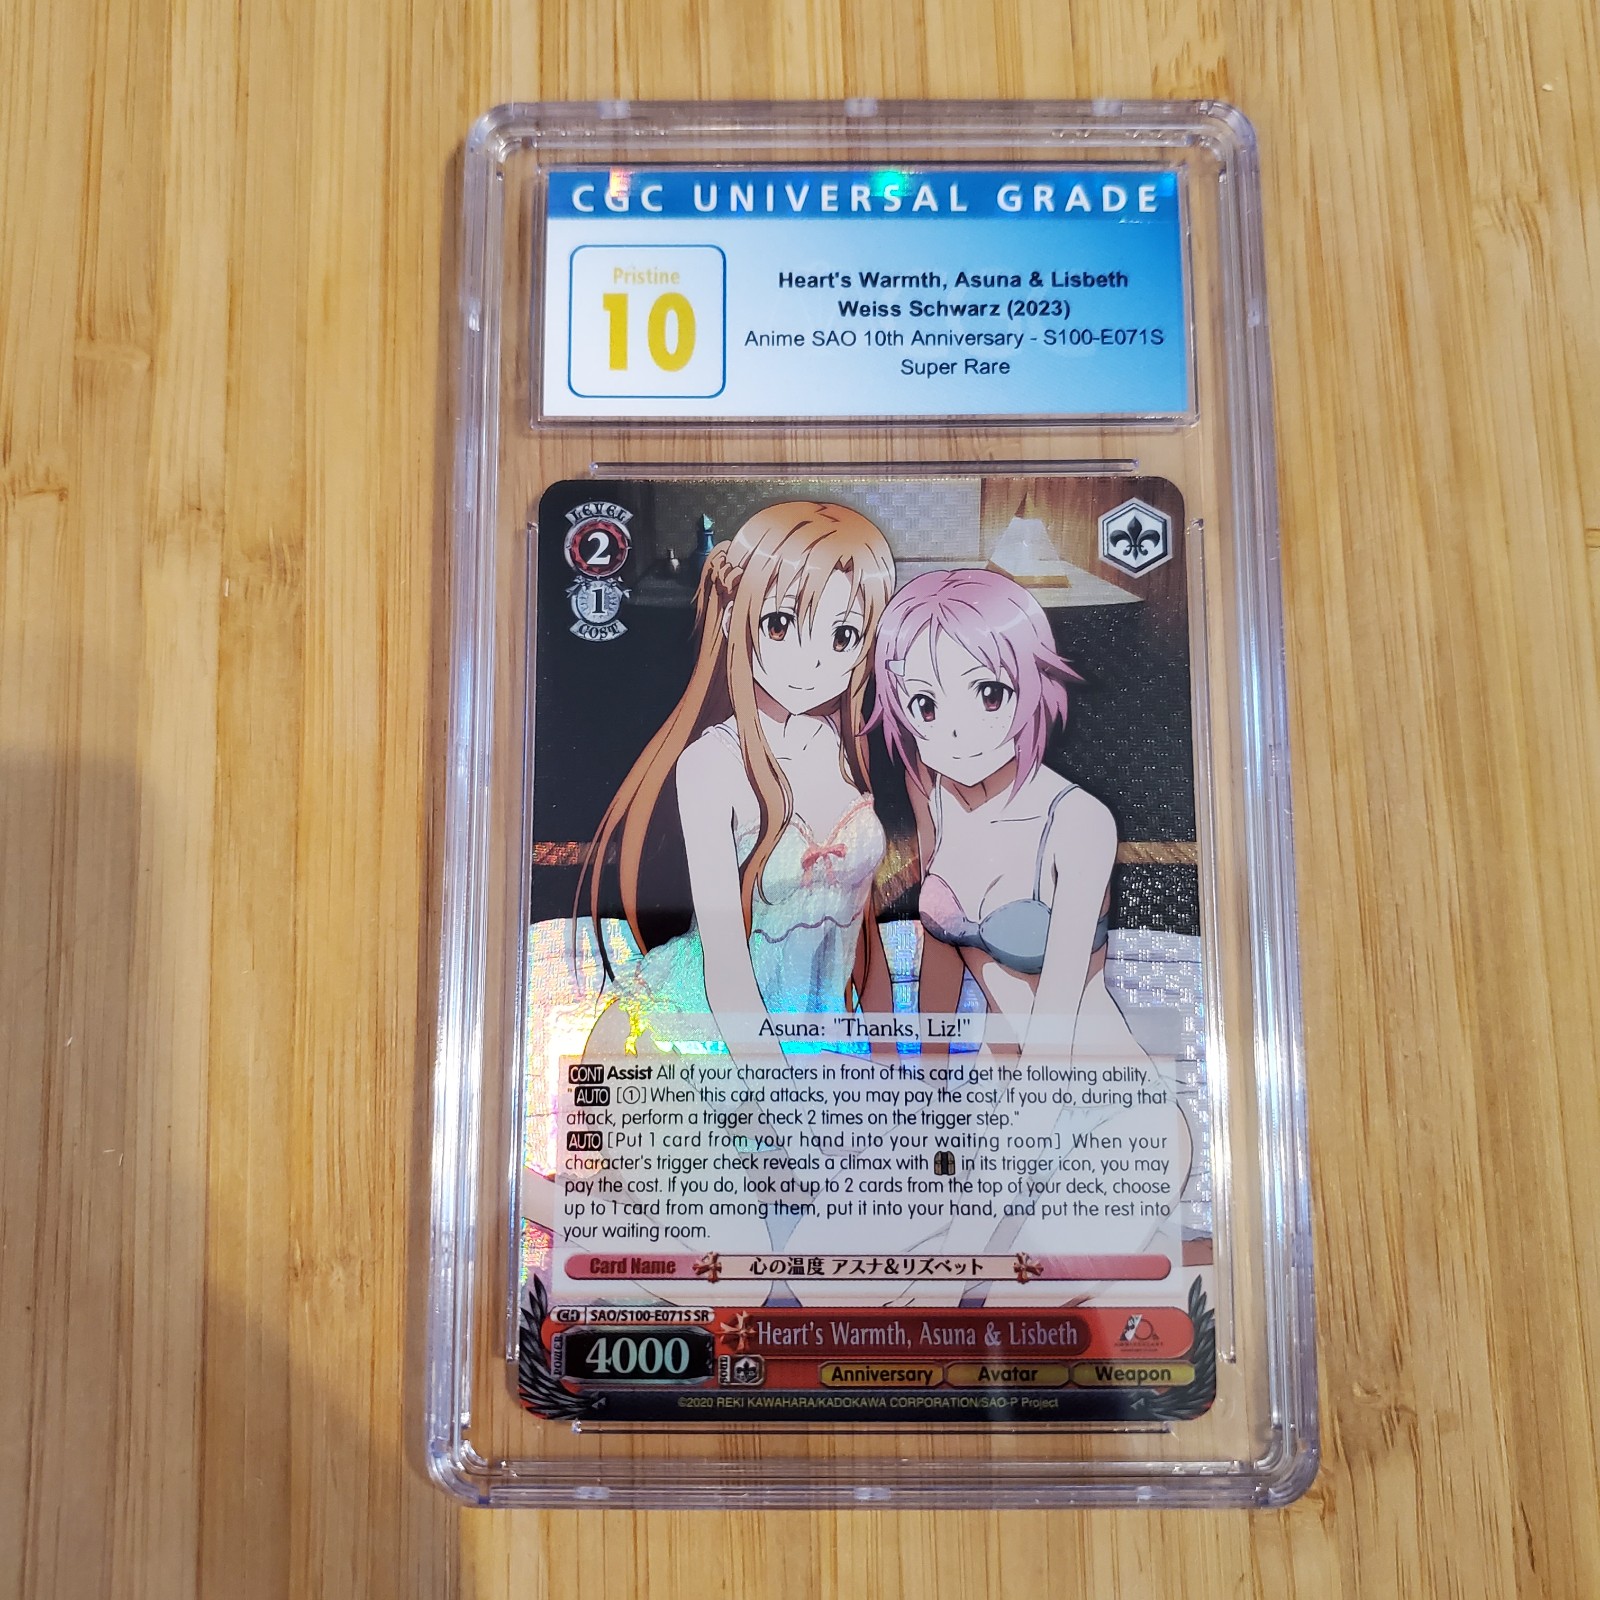 CGC UNIVERSAL GRADE
Pristine
10
Heart's Warmth, Asuna & Lisbeth
Weiss Schwarz (2023)
Anime SAO 10th Anniversary - S100-E071S
Super Rare
LEVEL
2
1
COST
Asuna: "Thanks, Liz!"
CONT Assist All of your characters in front of this card get the following ability.
"AUTO [①] When this card attacks, you may pay the cost. If you do, during that
attack, perform a trigger check 2 times on the trigger step."
AUTO [Put 1 card from your hand into your waiting room] When your
character's trigger check reveals a climax with in its trigger icon, you may
pay the cost. If you do, look at up to 2 cards from the top of your deck, choose
up to 1 card from among them, put it into your hand, and put the rest into
your waiting room.
Card Name 心の温度 アスナ&リズベット
CH SAO/S100-E071S SR
POWER 4000
Heart's Warmth, Asuna & Lisbeth
SOUL
Anniversary Avatar Weapon
©2020 REKI KAWAHARA/KADOKAWA CORPORATION/SAO-P Project